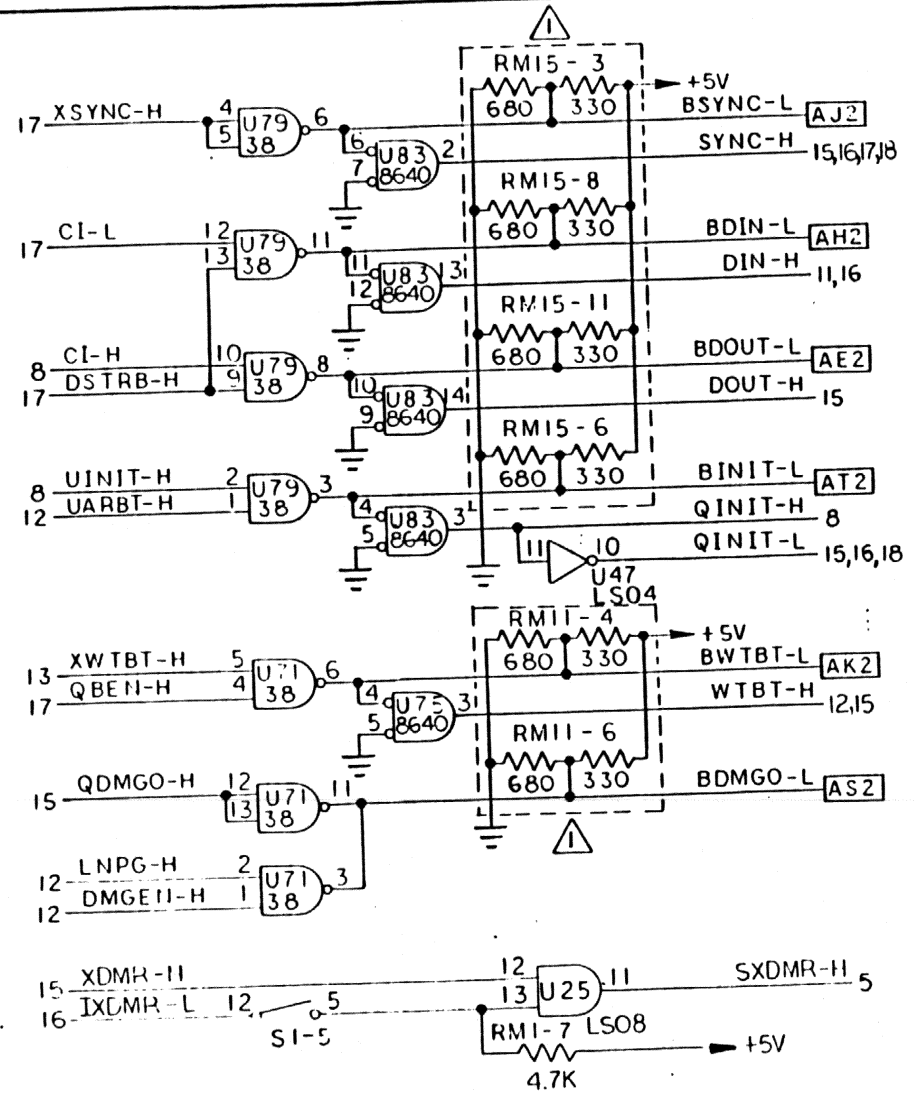 1
RM15-3
+5V
680 330
17 XSYNC-H 4 5 U79 38 6
BSYNC-L AJ2
6 7 U83 8640 2
SYNC-H 15,16,17,18
RM15-8
680 330
17 CI-L 12 13 U79 38 11
BDIN-L AH2
11 12 U83 8640 13
DIN-H 11,16
RM15-11
680 330
8 CI-H 10
17 DSTRB-H 9 U79 38 8
BDOUT-L AE2
10 9 U83 8640 14
DOUT-H 15
RM15-6
680 330
8 UINIT-H 2
12 UARBT-H 1 U79 38 3
BINIT-L AT2
4 5 U83 8640 3
QINIT-H 8
11 10 QINIT-L 15,16,18
U47
LS04
RM11-4
+5V
680 330
13 XWTBT-H 5
17 QBEN-H 4 U71 38 6
BWTBT-L AK2
4 5 U75 8640 3
WTBT-H 12,15
RM11-6
680 330
15 QDMGO-H 12 13 U71 38 11
BDMGO-L AS2
1
12 LNPG-H 2
12 DMGEN-H 1 U71 38 3
15 XDMR-H 12
U25 11 SXDMR-H 5
16 IXDMR-L 12 5 13
S1-5
LS08
RM1-7
+5V
4.7K